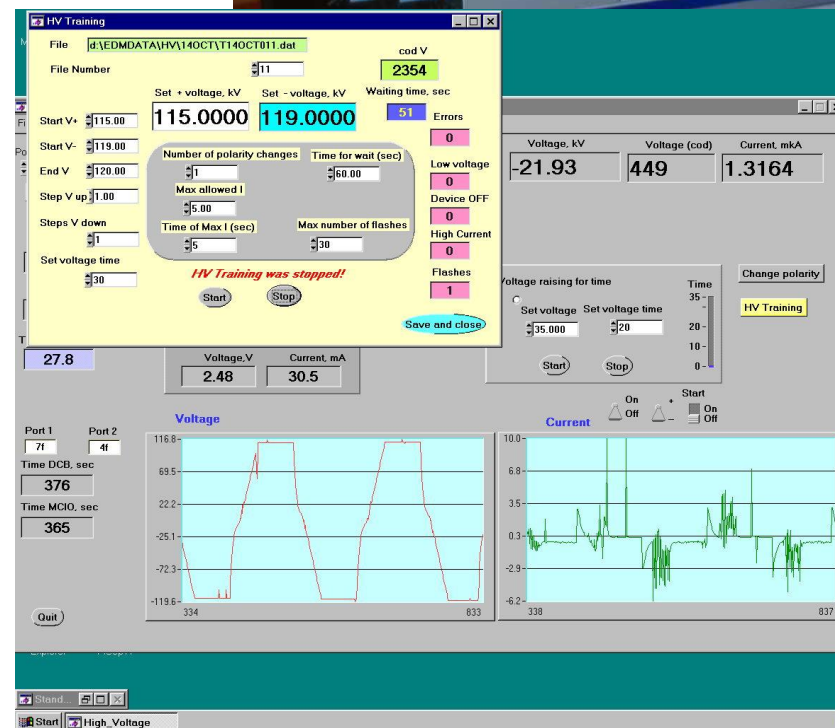 HV Training
File d:\EDMDATA\HV\14OCT\T14OCT011.dat
cod V
File Number 11
2354
Set + voltage, kV Set - voltage, kV Waiting time, sec
115.0000 119.0000 51
Errors
0
Start V+ 115.00
Start V- 119.00
End V 120.00
Step V up 1.00
Steps V down
1
Set voltage time
30
Number of polarity changes Time for wait (sec)
1 60.00
Max allowed I
5.00
Time of Max I (sec) Max number of flashes
5 30
Low voltage
0
Device OFF
0
High Current
0
Flashes
1
HV Training was stopped!
Start Stop
Save and close
Voltage, kV Voltage (cod) Current, mkA
-21.93 449 1.3164
Voltage raising for time
Time
Set voltage Set voltage time
35.000 20
Start Stop
35
20
10
0
Change polarity
HV Training
27.8
Voltage,V Current, mA
2.48 30.5
On
Off
+
-
Start
On
Off
Port 1 Port 2
7f 4f
Time DCB, sec
376
Time MCIO, sec
365
Quit
Voltage
116.8
69.5
22.2
-25.1
-72.3
-119.6
334 833
Current
10.0
6.8
3.5
0.3
-2.9
-6.2
338 837
Stand...
Start High_Voltage